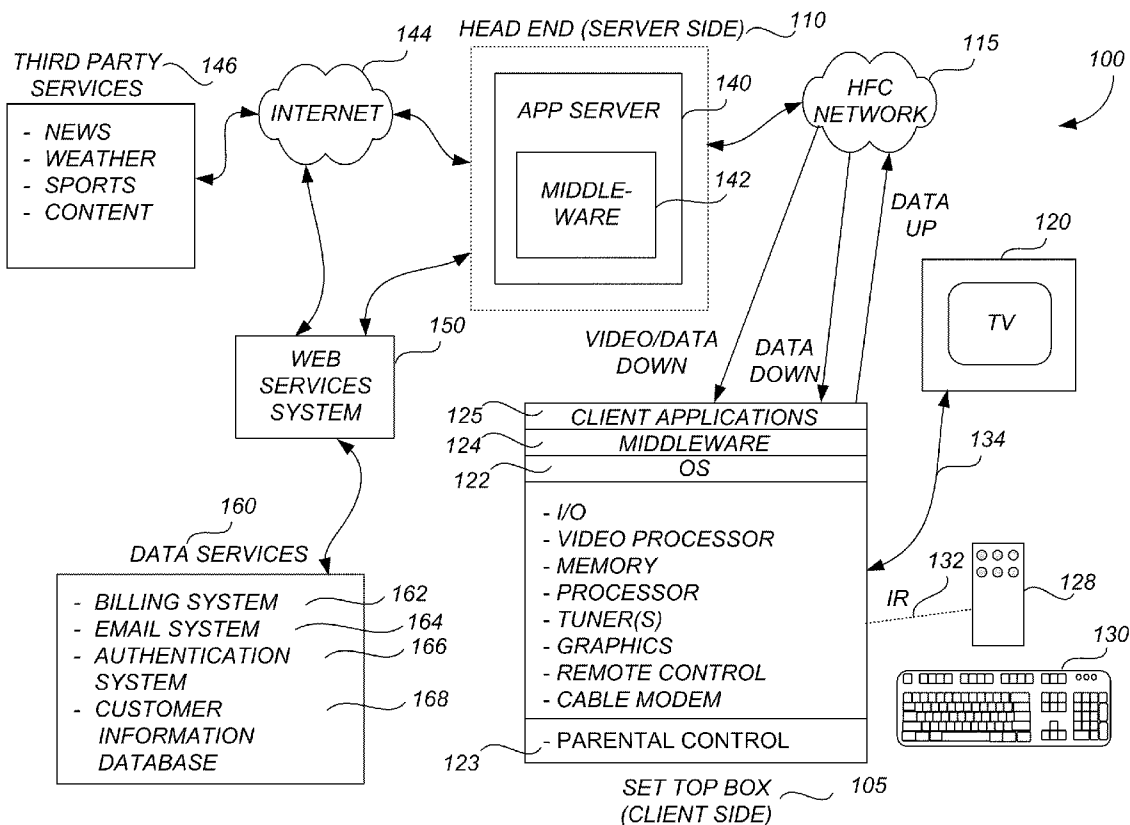 HEAD END (SERVER SIDE)
110
144
115
THIRD PARTY
SERVICES
146
INTERNET
APP SERVER
140
HFC
NETWORK
100
- NEWS
- WEATHER
- SPORTS
- CONTENT
MIDDLE-
WARE
142
DATA
UP
120
TV
150
WEB
SERVICES
SYSTEM
VIDEO/DATA
DOWN
DATA
DOWN
125
CLIENT APPLICATIONS
124
MIDDLEWARE
122
OS
134
- I/O
- VIDEO PROCESSOR
- MEMORY
- PROCESSOR
- TUNER(S)
- GRAPHICS
- REMOTE CONTROL
- CABLE MODEM
IR
132
128
130
160
DATA SERVICES
- BILLING SYSTEM
162
- EMAIL SYSTEM
164
- AUTHENTICATION
SYSTEM
166
- CUSTOMER
INFORMATION
DATABASE
168
123
- PARENTAL CONTROL
SET TOP BOX
(CLIENT SIDE)
105